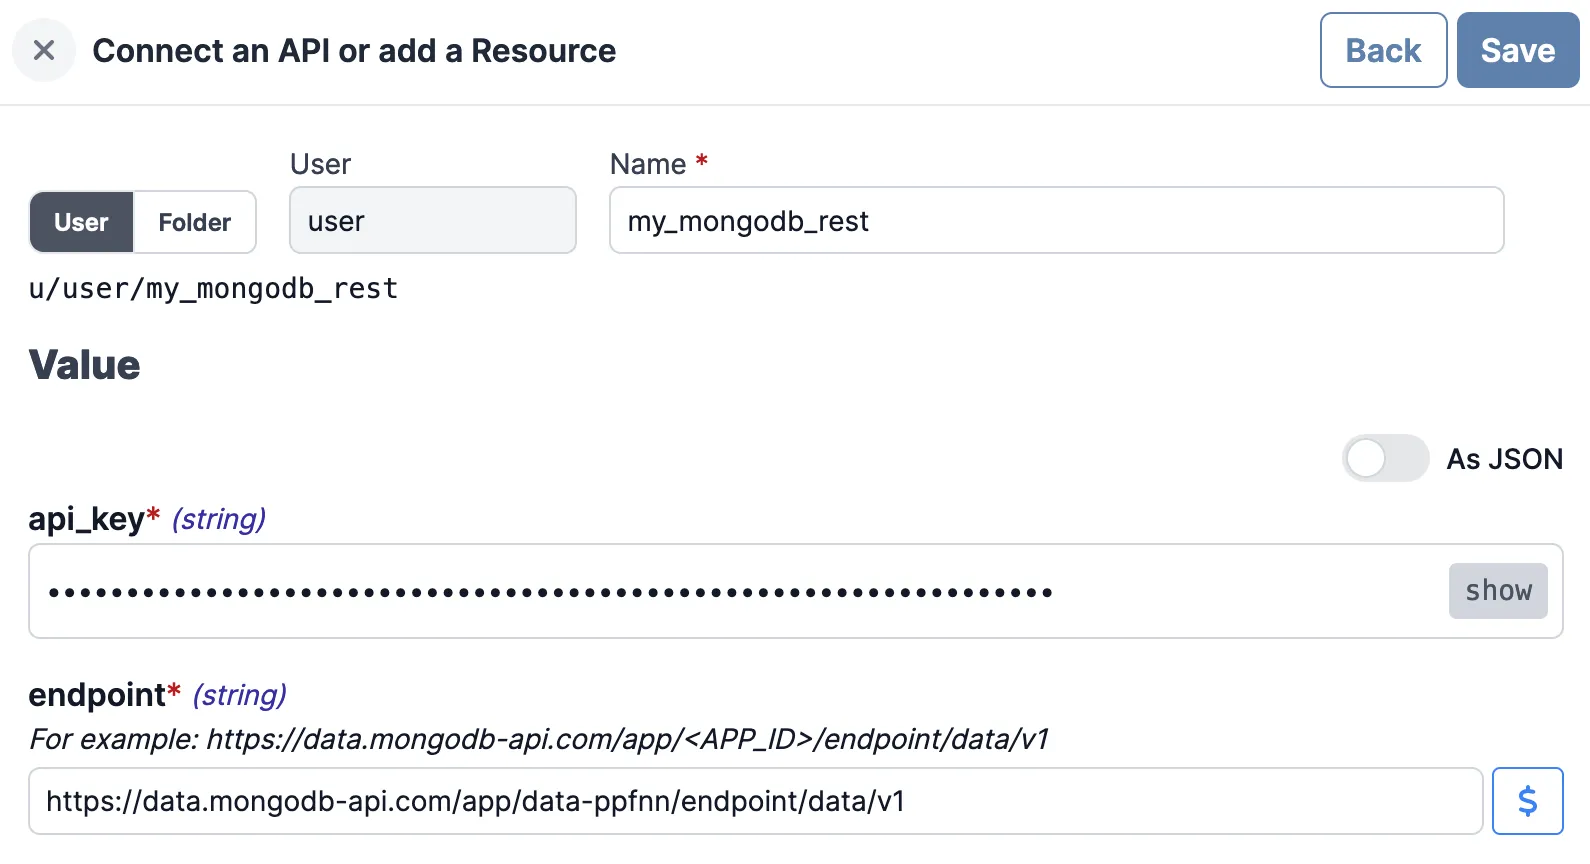 Connect an API or add a Resource
Back
Save
User
Name *
User
Folder
user
my_mongodb_rest
u/user/my_mongodb_rest
Value
As JSON
api_key* (string)
••••••••••••••••••••••••••••••••••••••••••••••••••••••••••••••••
show
endpoint* (string)
For example: https://data.mongodb-api.com/app/<APP_ID>/endpoint/data/v1
https://data.mongodb-api.com/app/data-ppfnn/endpoint/data/v1
$